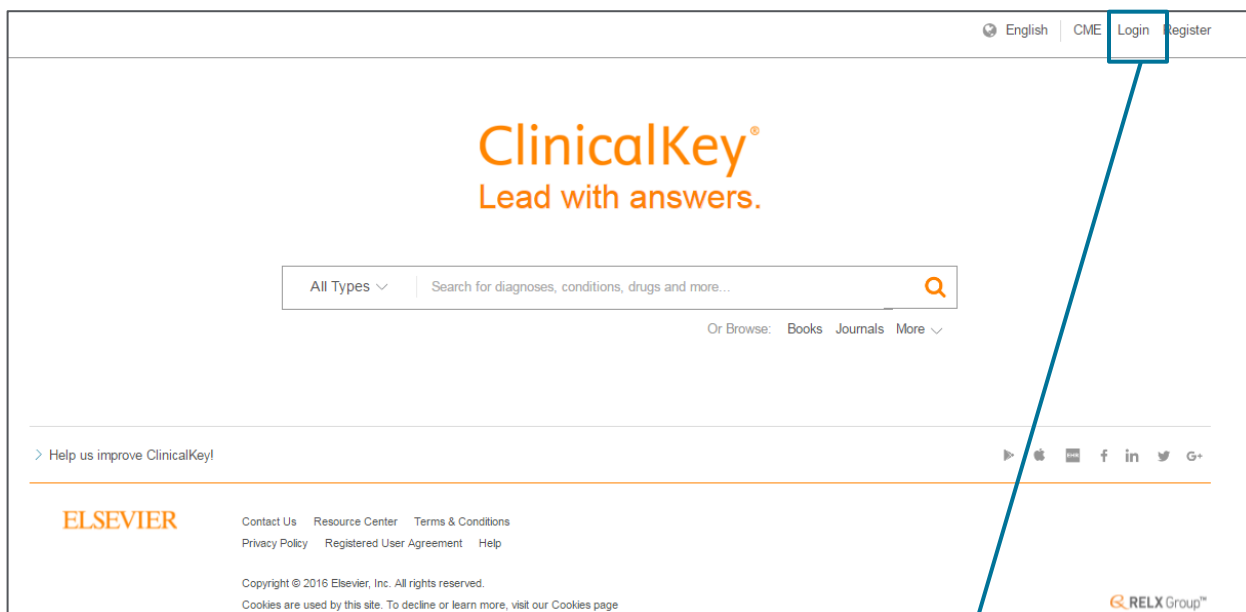 English CME Login Register
ClinicalKey®
Lead with answers.
All Types Search for diagnoses, conditions, drugs and more...
Or Browse: Books Journals More
Help us improve ClinicalKey!
f in G+
ELSEVIER
Contact Us Resource Center Terms & Conditions
Privacy Policy Registered User Agreement Help
Copyright © 2016 Elsevier, Inc. All rights reserved.
Cookies are used by this site. To decline or learn more, visit our Cookies page
RELX Group™